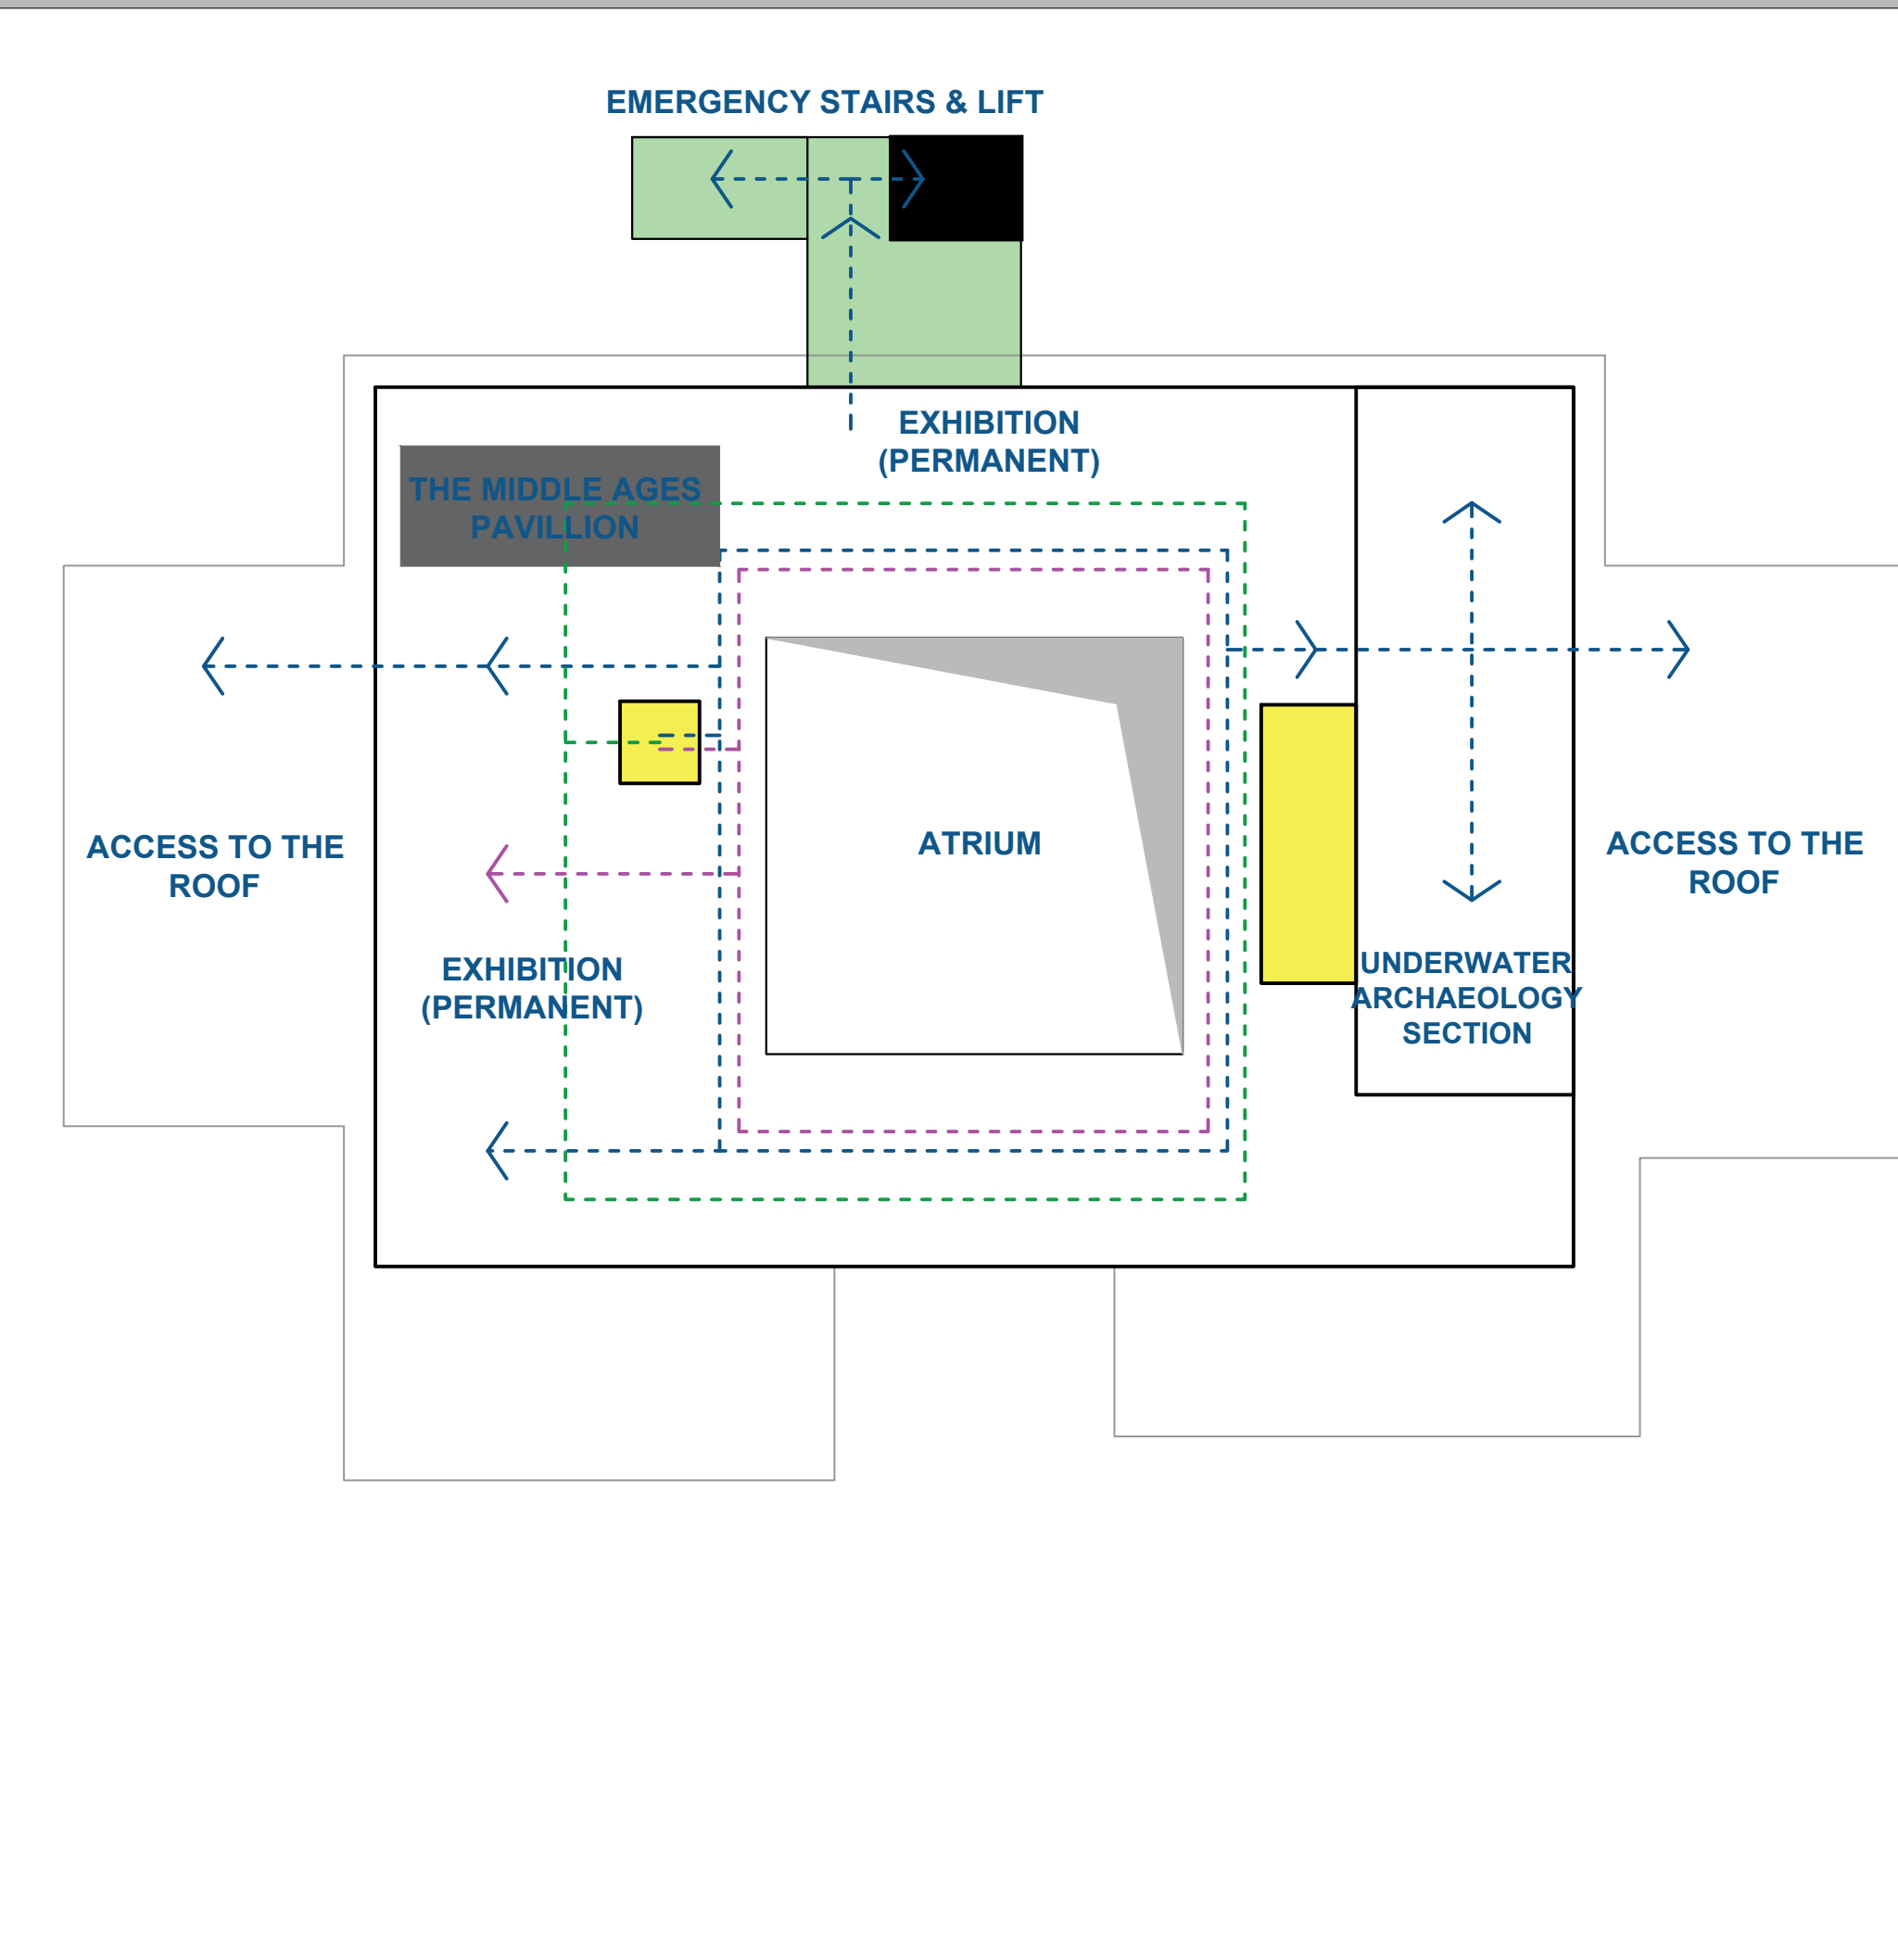 EMERGENCY STAIRS & LIFT
EXHIBITION
(PERMANENT)
THE MIDDLE AGES
PAVILLION
ATRIUM
ACCESS TO THE
ROOF
ACCESS TO THE
ROOF
EXHIBITION
(PERMANENT)
UNDERWATER
ARCHAEOLOGY
SECTION